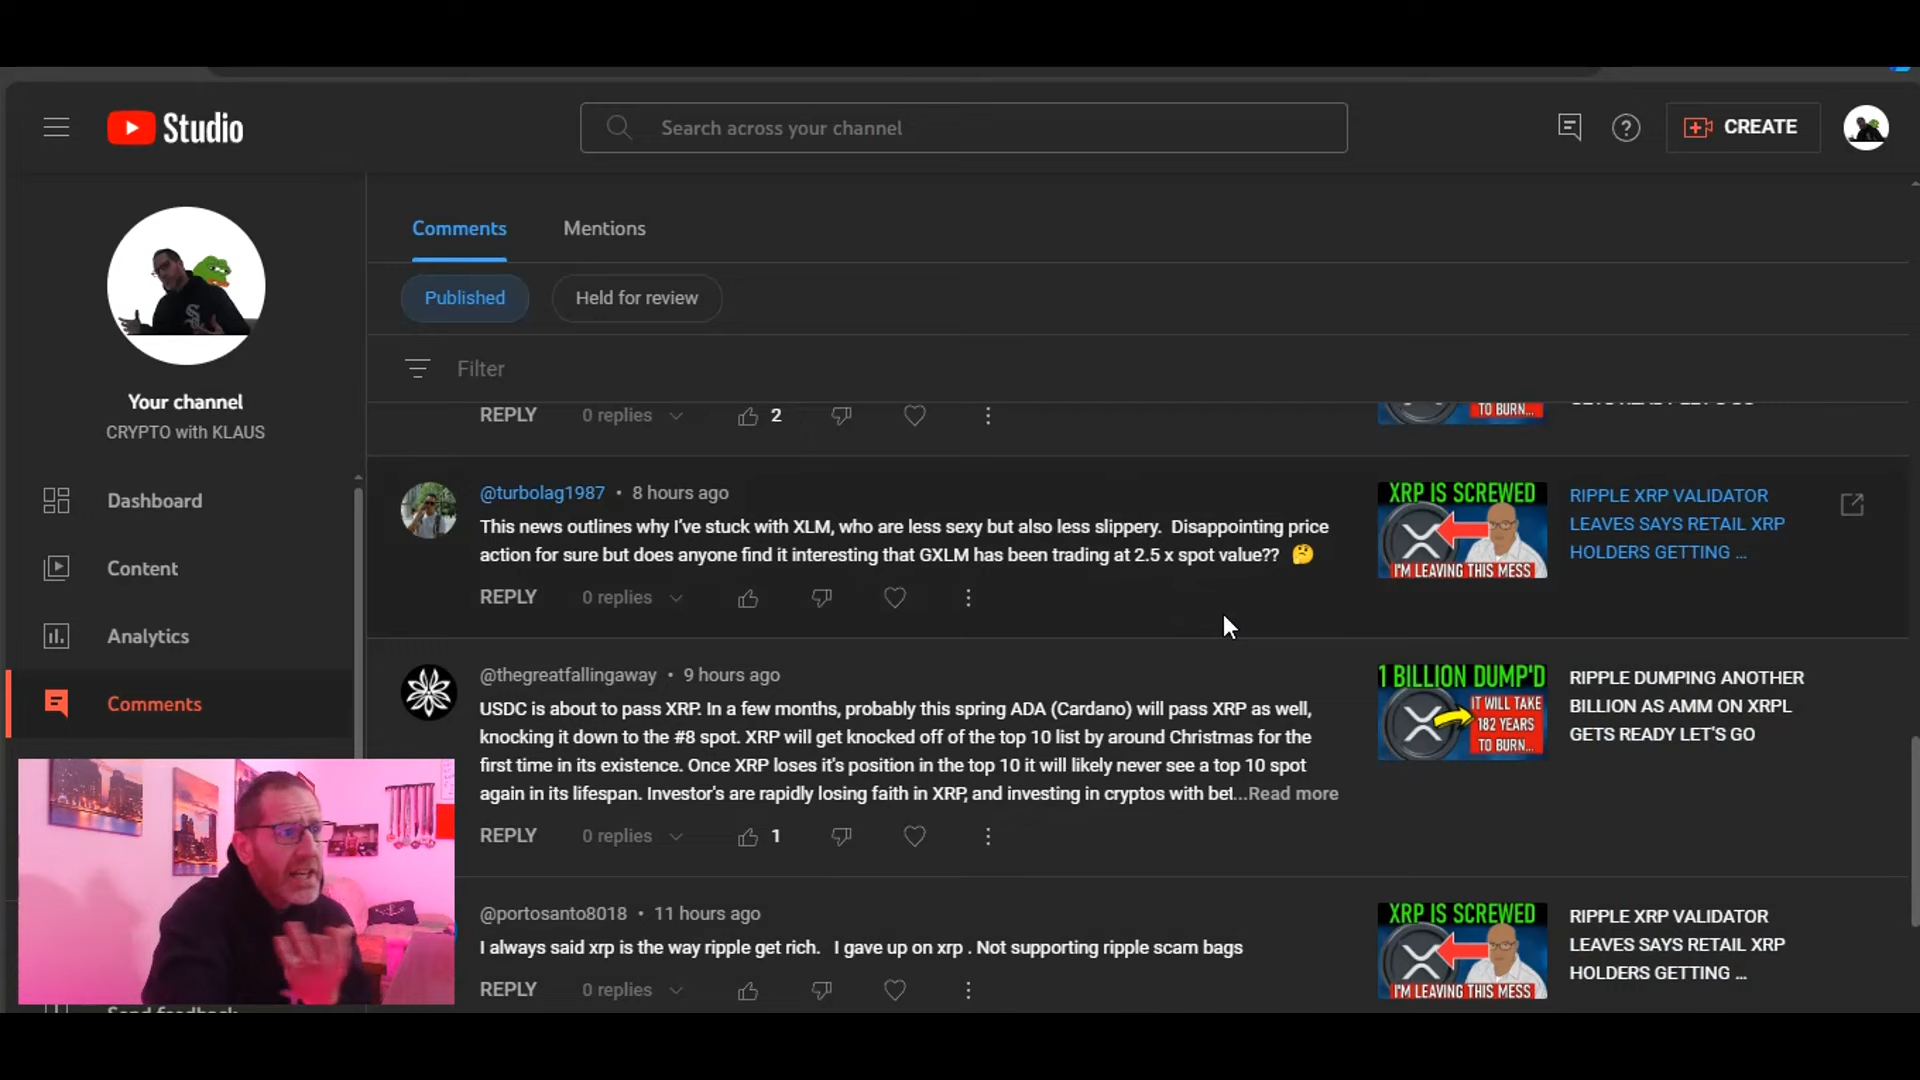 Studio
Search across your channel
CREATE
Your channel
CRYPTO with KLAUS
Dashboard
Content
Analytics
Comments
Comments
Mentions
Published
Held for review
Filter
REPLY
0 replies
2
TO BURN...
@turbolag1987 • 8 hours ago
This news outlines why I've stuck with XLM, who are less sexy but also less slippery. Disappointing price
action for sure but does anyone find it interesting that GXLM has been trading at 2.5 x spot value?? 🤔
REPLY
0 replies
XRP IS SCREWED
I'M LEAVING THIS MESS
RIPPLE XRP VALIDATOR
LEAVES SAYS RETAIL XRP
HOLDERS GETTING ...
@thegreatfallingaway • 9 hours ago
USDC is about to pass XRP. In a few months, probably this spring ADA (Cardano) will pass XRP as well,
knocking it down to the #8 spot. XRP will get knocked off of the top 10 list by around Christmas for the
first time in its existence. Once XRP loses it's position in the top 10 it will likely never see a top 10 spot
again in its lifespan. Investor's are rapidly losing faith in XRP, and investing in cryptos with bet...Read more
REPLY
0 replies
1
1 BILLION DUMP'D
IT WILL TAKE
182 YEARS
TO BURN...
RIPPLE DUMPING ANOTHER
BILLION AS AMM ON XRPL
GETS READY LET'S GO
@portosanto8018 • 11 hours ago
I always said xrp is the way ripple get rich. I gave up on xrp . Not supporting ripple scam bags
REPLY
0 replies
XRP IS SCREWED
I'M LEAVING THIS MESS
RIPPLE XRP VALIDATOR
LEAVES SAYS RETAIL XRP
HOLDERS GETTING ...